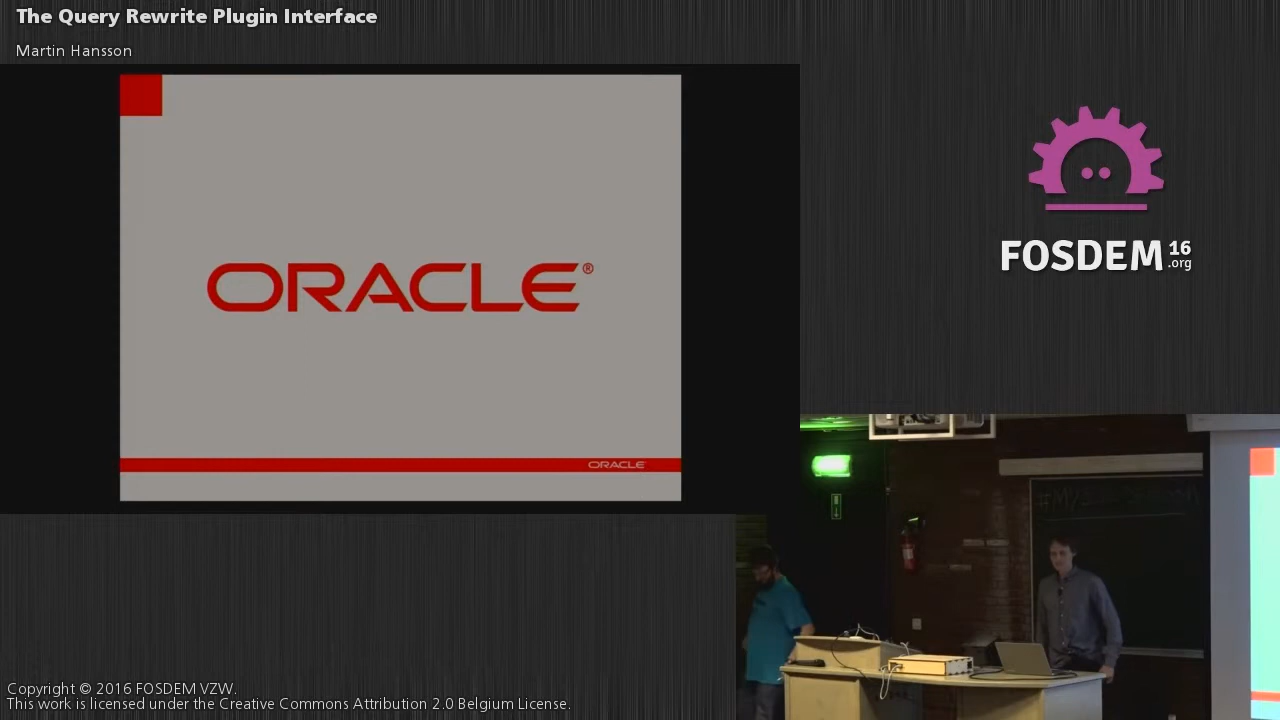 The Query Rewrite Plugin Interface
Martin Hansson
ORACLE®
ORACLE
FOSDEM 16
.org
Copyright © 2016 FOSDEM VZW.
This work is licensed under the Creative Commons Attribution 2.0 Belgium License.